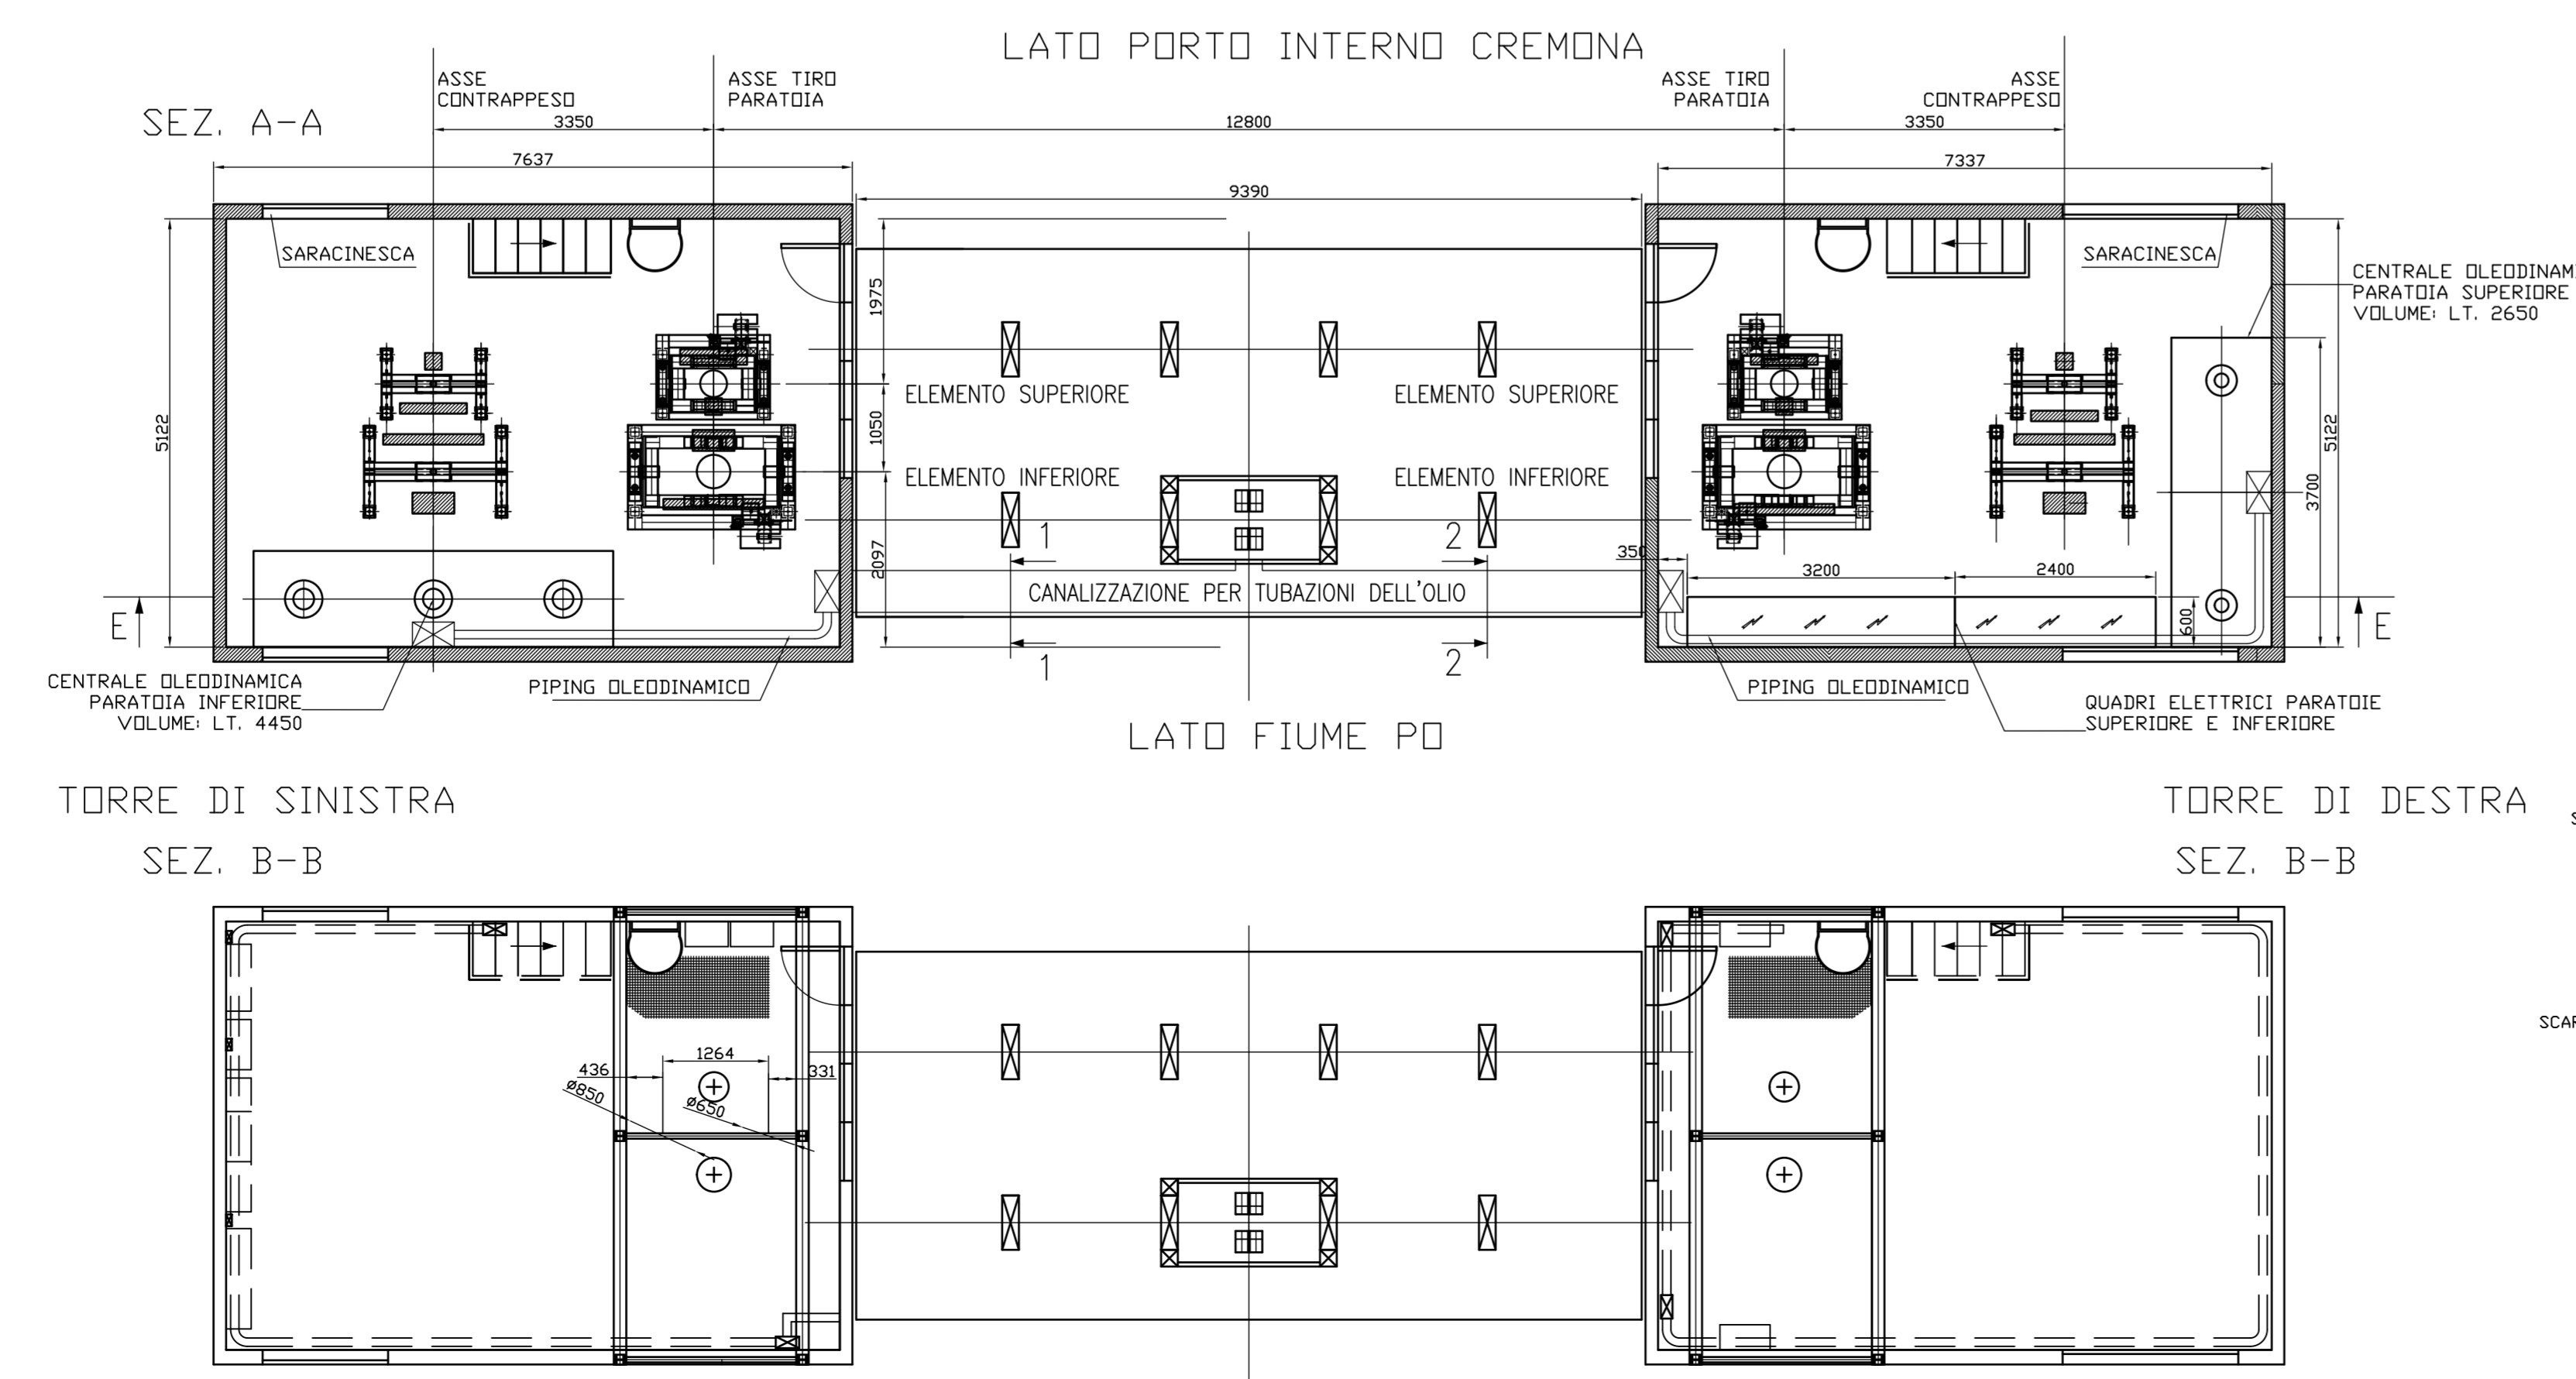 LATO PORTO INTERNO CREMONA
ASSE
CONTRAPPESO
ASSE TIRO
PARATOIA
ASSE TIRO
PARATOIA
ASSE
CONTRAPPESO
SEZ. A-A
3350
12800
3350
7637
7337
9390
SARACINESCA
SARACINESCA
CENTRALE OLEODINAM
PARATOIA SUPERIORE
VOLUME: LT. 2650
1975
5122
1050
ELEMENTO SUPERIORE
ELEMENTO SUPERIORE
5122
ELEMENTO INFERIORE
ELEMENTO INFERIORE
3700
2097
1
2
350
3200
2400
CANALIZZAZIONE PER TUBAZIONI DELL'OLIO
600
E
E
1
2
CENTRALE OLEODINAMICA
PARATOIA INFERIORE
VOLUME: LT. 4450
PIPING OLEODINAMICO
PIPING OLEODINAMICO
QUADRI ELETTRICI PARATOIE
SUPERIORE E INFERIORE
LATO FIUME PO
TORRE DI SINISTRA
TORRE DI DESTRA
SEZ. B-B
SEZ. B-B
SCAR
1264
436
331
ø850
ø650